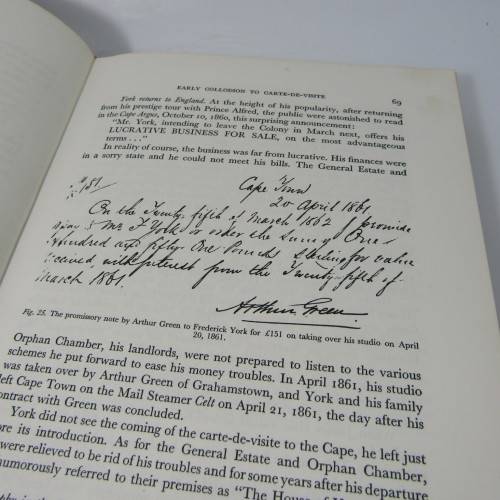 EARLY COLLODION TO CARTE-DE-VISITE
69
York returns to England. At the height of his popularity, after returning
from his prestige tour with Prince Alfred, the public were astonished to read
in the Cape Argus, October 10, 1860, this surprising announcement:
"Mr. York, intending to leave the Colony in March next, offers his
LUCRATIVE BUSINESS FOR SALE, on the most advantageous
terms . . ."
In reality of course, the business was far from lucrative. His finances were
in a sorry state and he could not meet his bills. The General Estate and
151/
Cape Town
20 April 1861
On the Twenty fifth of March 1862 I promise
to pay Mr F York or order the Sum of One
Hundred and fifty One Pounds Sterling for value
received, with interest from the Twenty-fifth of
March 1861.
Arthur Green
Fig. 25. The promissory note by Arthur Green to Frederick York for £151 on taking over his studio on April
20, 1861.
Orphan Chamber, his landlords, were not prepared to listen to the various
schemes he put forward to ease his money troubles. In April 1861, his studio
was taken over by Arthur Green of Grahamstown, and York and his family
left Cape Town on the Mail Steamer Celt on April 21, 1861, the day after his
contract with Green was concluded.
York did not see the coming of the carte-de-visite to the Cape, he left just
its introduction. As for the General Estate and Orphan Chamber,
were relieved to be rid of his troubles and for some years after his departure
humorously referred to their premises as "The House of